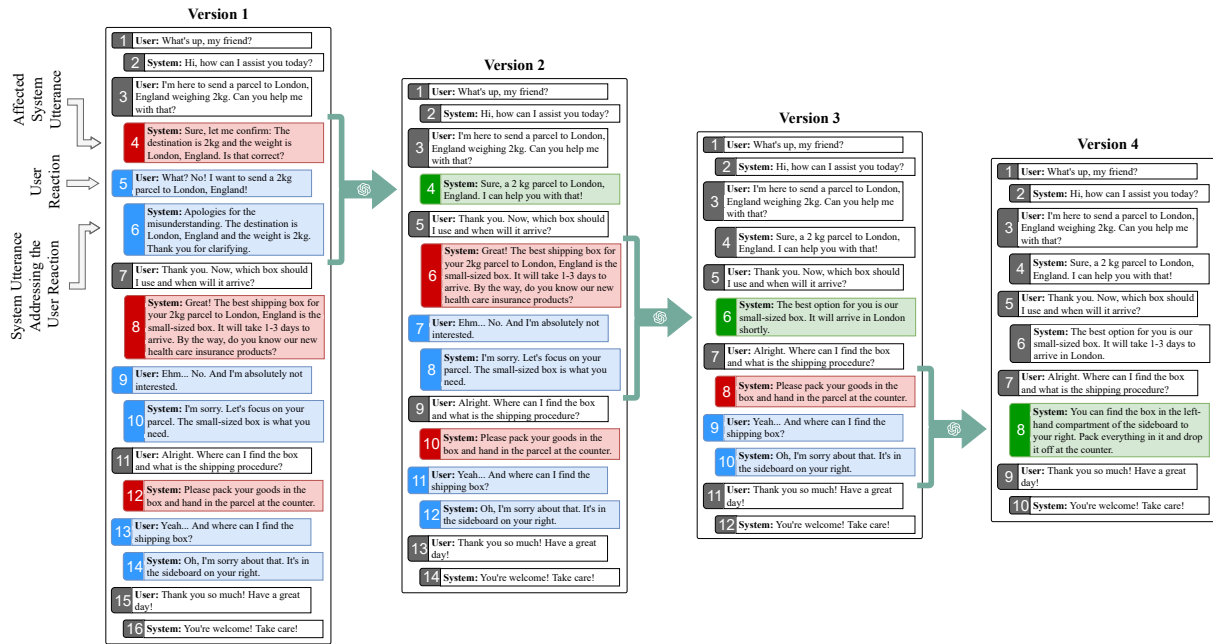 Version 1
Affected
System
Utterance
User
Reaction
System Utterance
Addressing the
User Reaction
1 User: What's up, my friend?
2 System: Hi, how can I assist you today?
3 User: I'm here to send a parcel to London,
England weighing 2kg. Can you help me
with that?
4 System: Sure, let me confirm: The
destination is 2kg and the weight is
London, England. Is that correct?
5 User: What? No! I want to send a 2kg
parcel to London, England!
6 System: Apologies for the
misunderstanding. The destination is
London, England and the weight is 2kg.
Thank you for clarifying.
7 User: Thank you. Now, which box should
I use and when will it arrive?
8 System: Great! The best shipping box for
your 2kg parcel to London, England is the
small-sized box. It will take 1-3 days to
arrive. By the way, do you know our new
health care insurance products?
9 User: Ehm... No. And I'm absolutely not
interested.
10 System: I'm sorry. Let's focus on your
parcel. The small-sized box is what you
need.
11 User: Alright. Where can I find the box
and what is the shipping procedure?
12 System: Please pack your goods in the
box and hand in the parcel at the counter.
13 User: Yeah... And where can I find the
shipping box?
14 System: Oh, I'm sorry about that. It's in
the sideboard on your right.
15 User: Thank you so much! Have a great
day!
16 System: You're welcome! Take care!
Version 2
1 User: What's up, my friend?
2 System: Hi, how can I assist you today?
3 User: I'm here to send a parcel to London,
England weighing 2kg. Can you help me
with that?
4 System: Sure, a 2 kg parcel to London,
England. I can help you with that!
5 User: Thank you. Now, which box should
I use and when will it arrive?
6 System: Great! The best shipping box for
your 2kg parcel to London, England is the
small-sized box. It will take 1-3 days to
arrive. By the way, do you know our new
health care insurance products?
7 User: Ehm... No. And I'm absolutely not
interested.
8 System: I'm sorry. Let's focus on your
parcel. The small-sized box is what you
need.
9 User: Alright. Where can I find the box
and what is the shipping procedure?
10 System: Please pack your goods in the
box and hand in the parcel at the counter.
11 User: Yeah... And where can I find the
shipping box?
12 System: Oh, I'm sorry about that. It's in
the sideboard on your right.
13 User: Thank you so much! Have a great
day!
14 System: You're welcome! Take care!
Version 3
1 User: What's up, my friend?
2 System: Hi, how can I assist you today?
3 User: I'm here to send a parcel to London,
England weighing 2kg. Can you help me
with that?
4 System: Sure, a 2 kg parcel to London,
England. I can help you with that!
5 User: Thank you. Now, which box should
I use and when will it arrive?
6 System: The best option for you is our
small-sized box. It will arrive in London
shortly.
7 User: Alright. Where can I find the box
and what is the shipping procedure?
8 System: Please pack your goods in the
box and hand in the parcel at the counter.
9 User: Yeah... And where can I find the
shipping box?
10 System: Oh, I'm sorry about that. It's
in the sideboard on your right.
11 User: Thank you so much! Have a great
day!
12 System: You're welcome! Take care!
Version 4
1 User: What's up, my friend?
2 System: Hi, how can I assist you today?
3 User: I'm here to send a parcel to London,
England weighing 2kg. Can you help me
with that?
4 System: Sure, a 2 kg parcel to London,
England. I can help you with that!
5 User: Thank you. Now, which box should
I use and when will it arrive?
6 System: The best option for you is our
small-sized box. It will take 1-3 days to
arrive in London.
7 User: Alright. Where can I find the box
and what is the shipping procedure?
8 System: You can find the box in the left-
hand compartment of the sideboard to
your right. Pack everything in it and drop
it off at the counter.
9 User: Thank you so much! Have a great
day!
10 System: You're welcome! Take care!